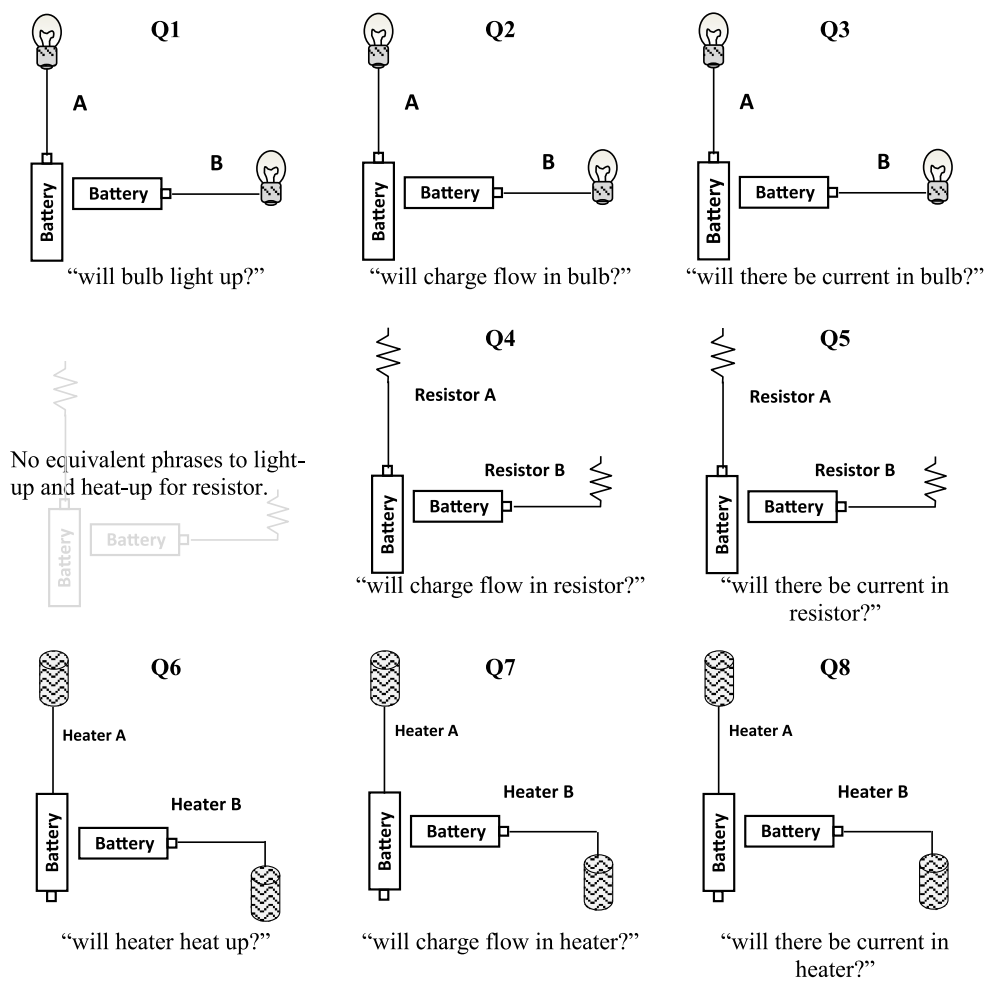 Q1
A
B
Battery
Battery
“will bulb light up?”
Q2
A
B
Battery
Battery
“will charge flow in bulb?”
Q3
A
B
Battery
Battery
“will there be current in bulb?”
No equivalent phrases to light-
up and heat-up for resistor.
Battery
Battery
Q4
Resistor A
Resistor B
Battery
Battery
“will charge flow in resistor?”
Q5
Resistor A
Resistor B
Battery
Battery
“will there be current in
resistor?”
Q6
Heater A
Heater B
Battery
Battery
“will heater heat up?”
Q7
Heater A
Heater B
Battery
Battery
“will charge flow in heater?”
Q8
Heater A
Heater B
Battery
Battery
“will there be current in
heater?”